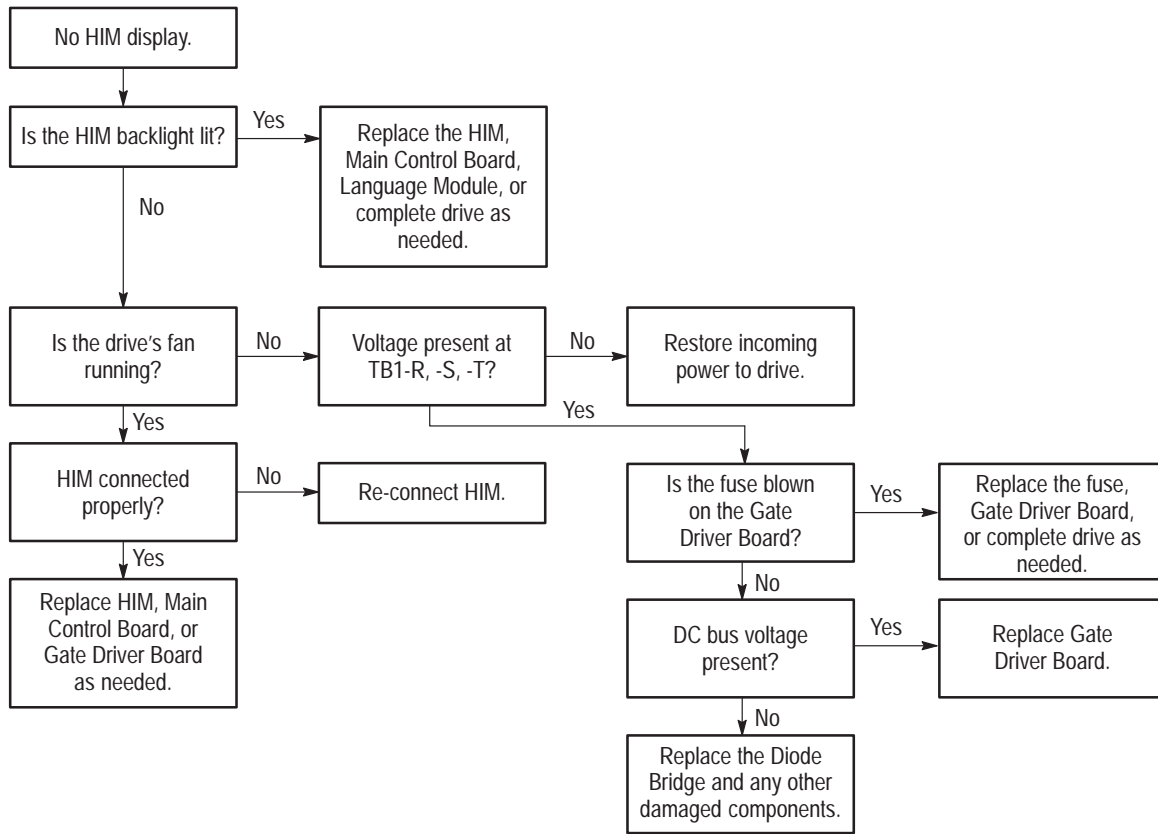 No HIM display.
Is the HIM backlight lit?
Yes
Replace the HIM,
Main Control Board,
Language Module, or
complete drive as
needed.
No
Is the drive's fan
running?
No
Voltage present at
TB1-R, -S, -T?
No
Restore incoming
power to drive.
Yes
Yes
HIM connected
properly?
No
Re-connect HIM.
Is the fuse blown
on the Gate
Driver Board?
Yes
Replace the fuse,
Gate Driver Board,
or complete drive as
needed.
Yes
No
Replace HIM, Main
Control Board, or
Gate Driver Board
as needed.
DC bus voltage
present?
Yes
Replace Gate
Driver Board.
No
Replace the Diode
Bridge and any other
damaged components.